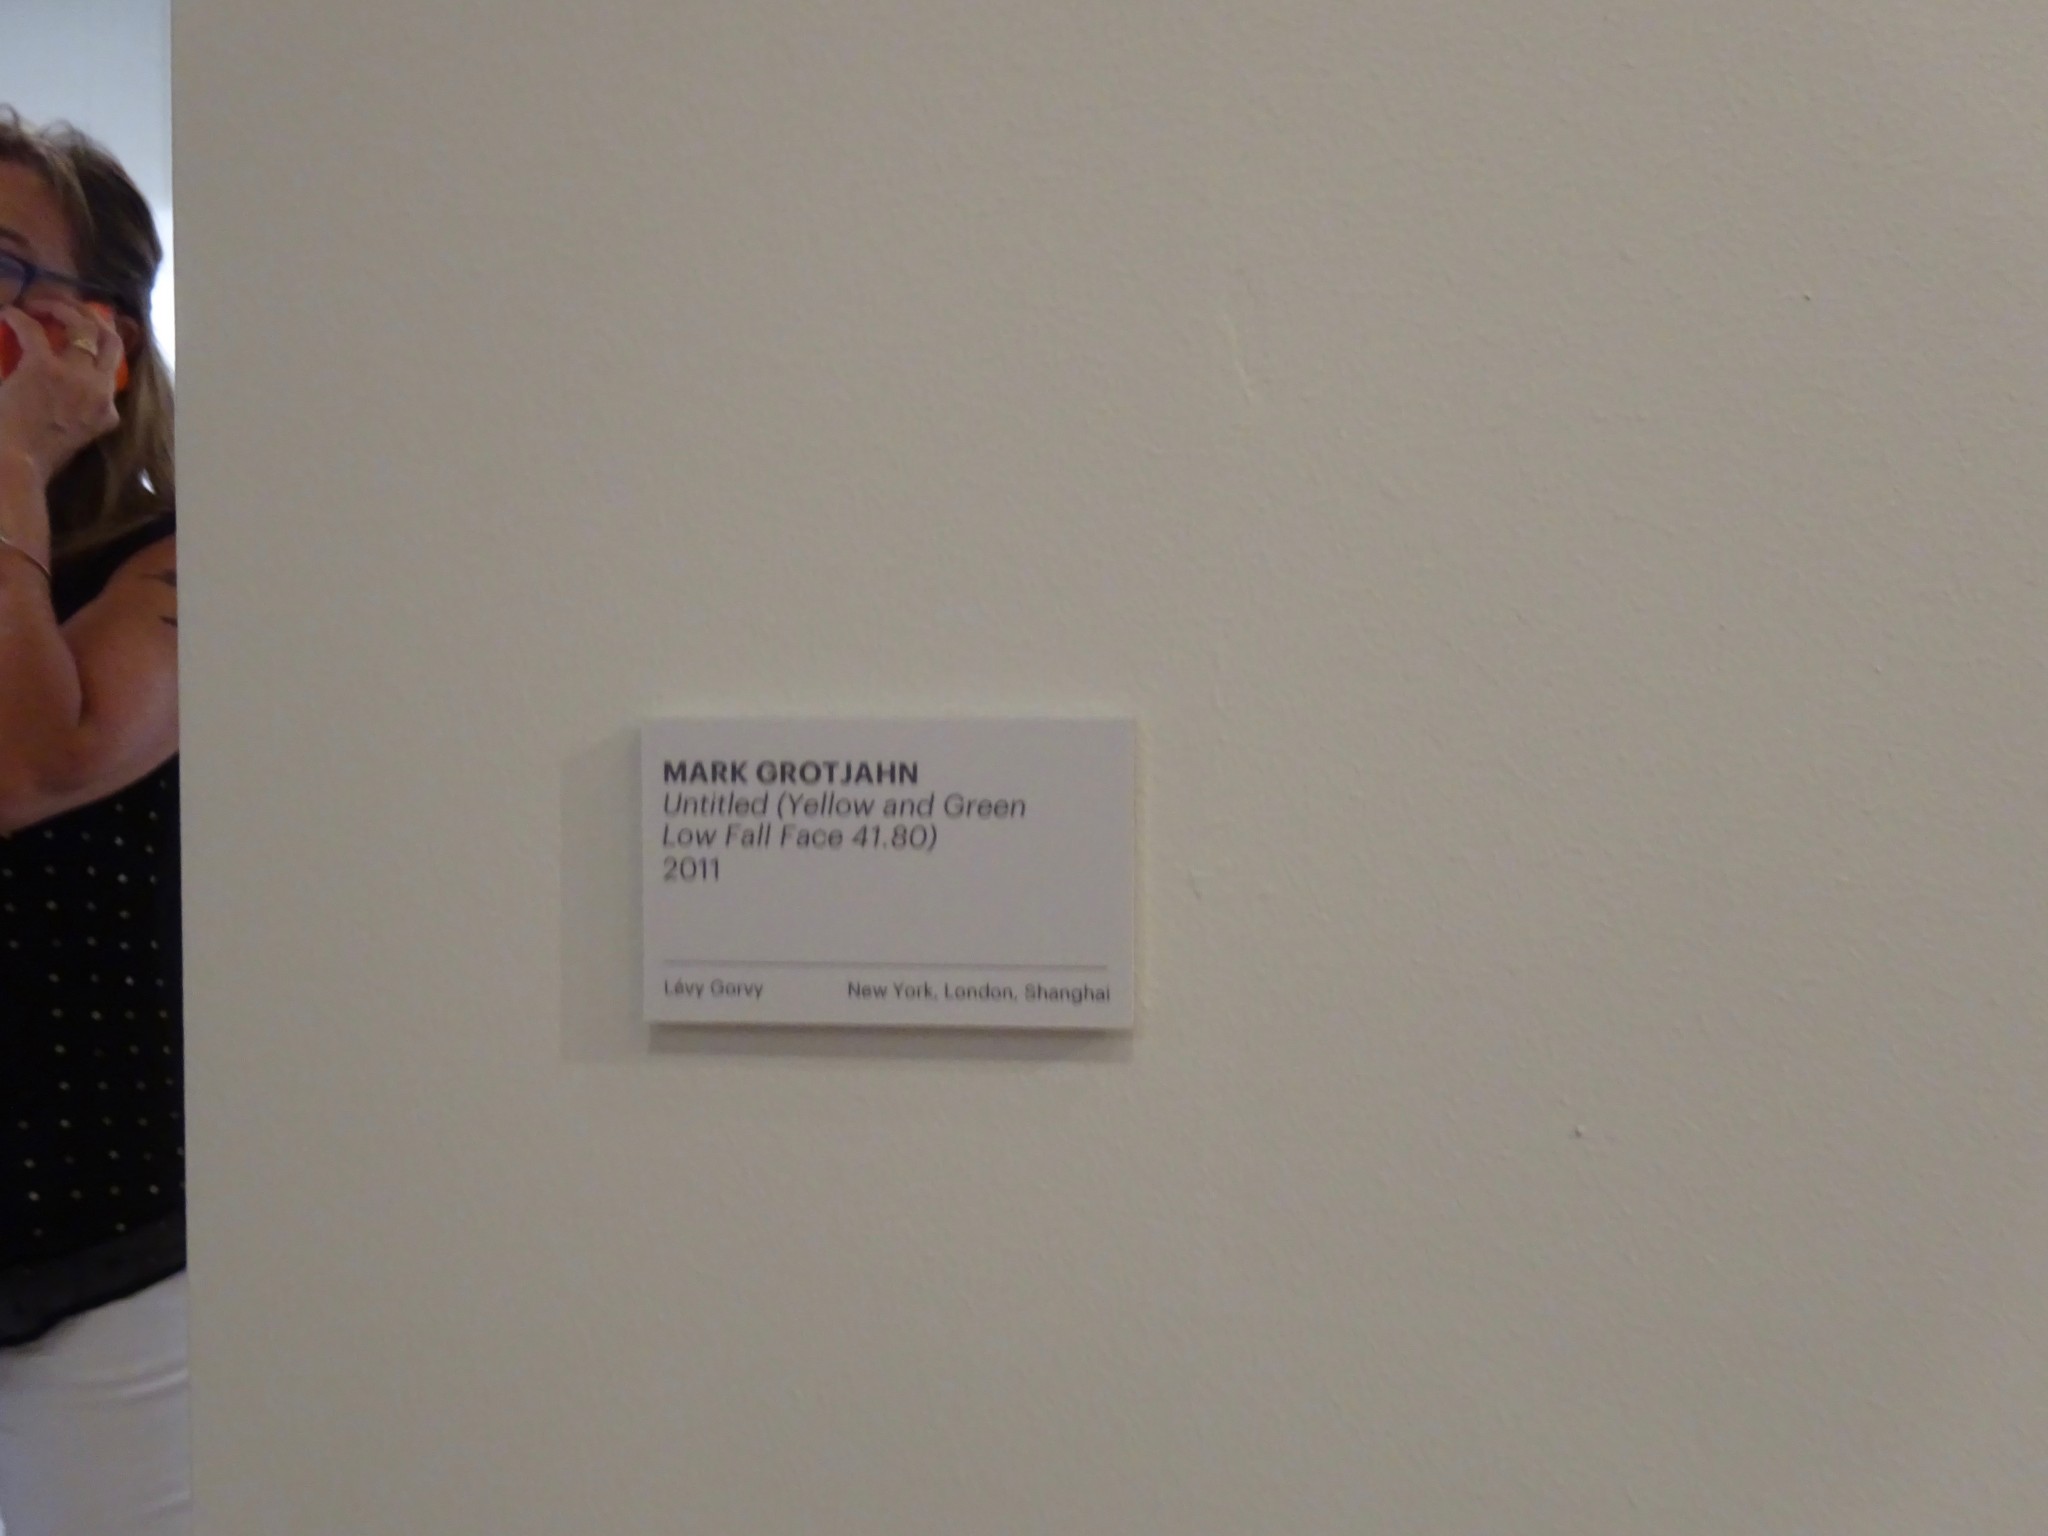 MARK GROTJAHN
Untitled (Yellow and Green
Low Fall Face 41.80)
2011
Lévy Gorvy
New York, London, Shanghai